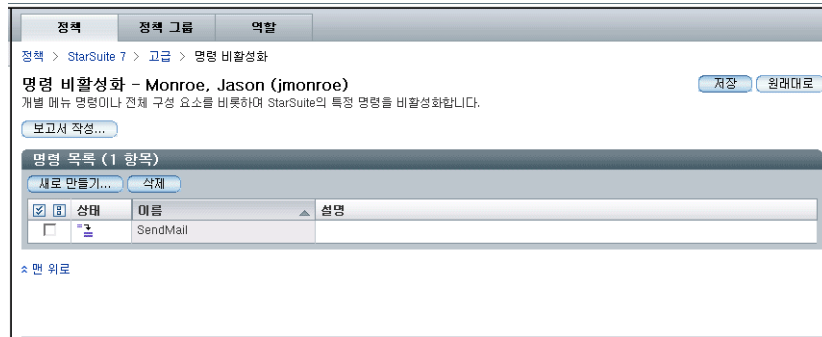 정책 정책 그룹 역할
정책 > StarSuite 7 > 고급 > 명령 비활성화
명령 비활성화 - Monroe, Jason (jmonroe) 저장 원래대로
개별 메뉴 명령이나 전체 구성 요소를 비롯하여 StarSuite의 특정 명령을 비활성화합니다.
보고서 작성...
명령 목록 (1 항목)
새로 만들기... 삭제
상태 이름 설명
SendMail
맨 위로